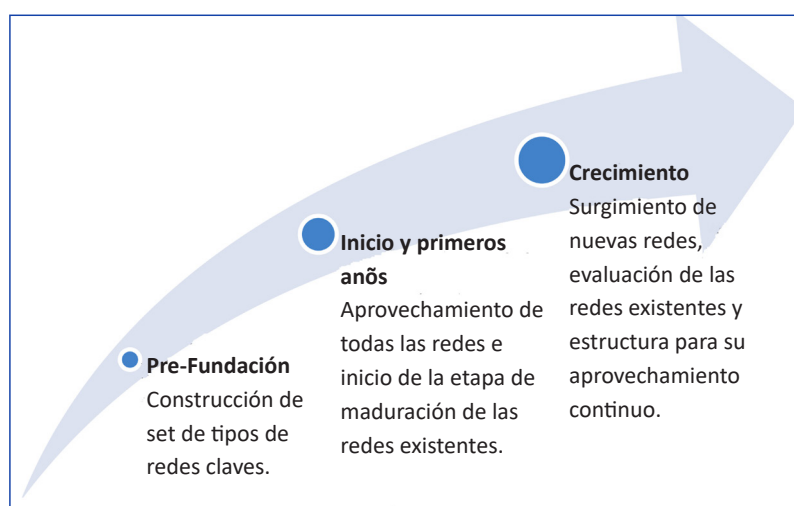 Pre-Fundación
Construcción de
set de tipos de
redes claves.
Inicio y primeros
anõs
Aprovechamiento de
todas las redes e
inicio de la etapa de
maduración de las
redes existentes.
Crecimiento
Surgimiento de
nuevas redes,
evaluación de las
redes existentes y
estructura para su
aprovechamiento
continuo.